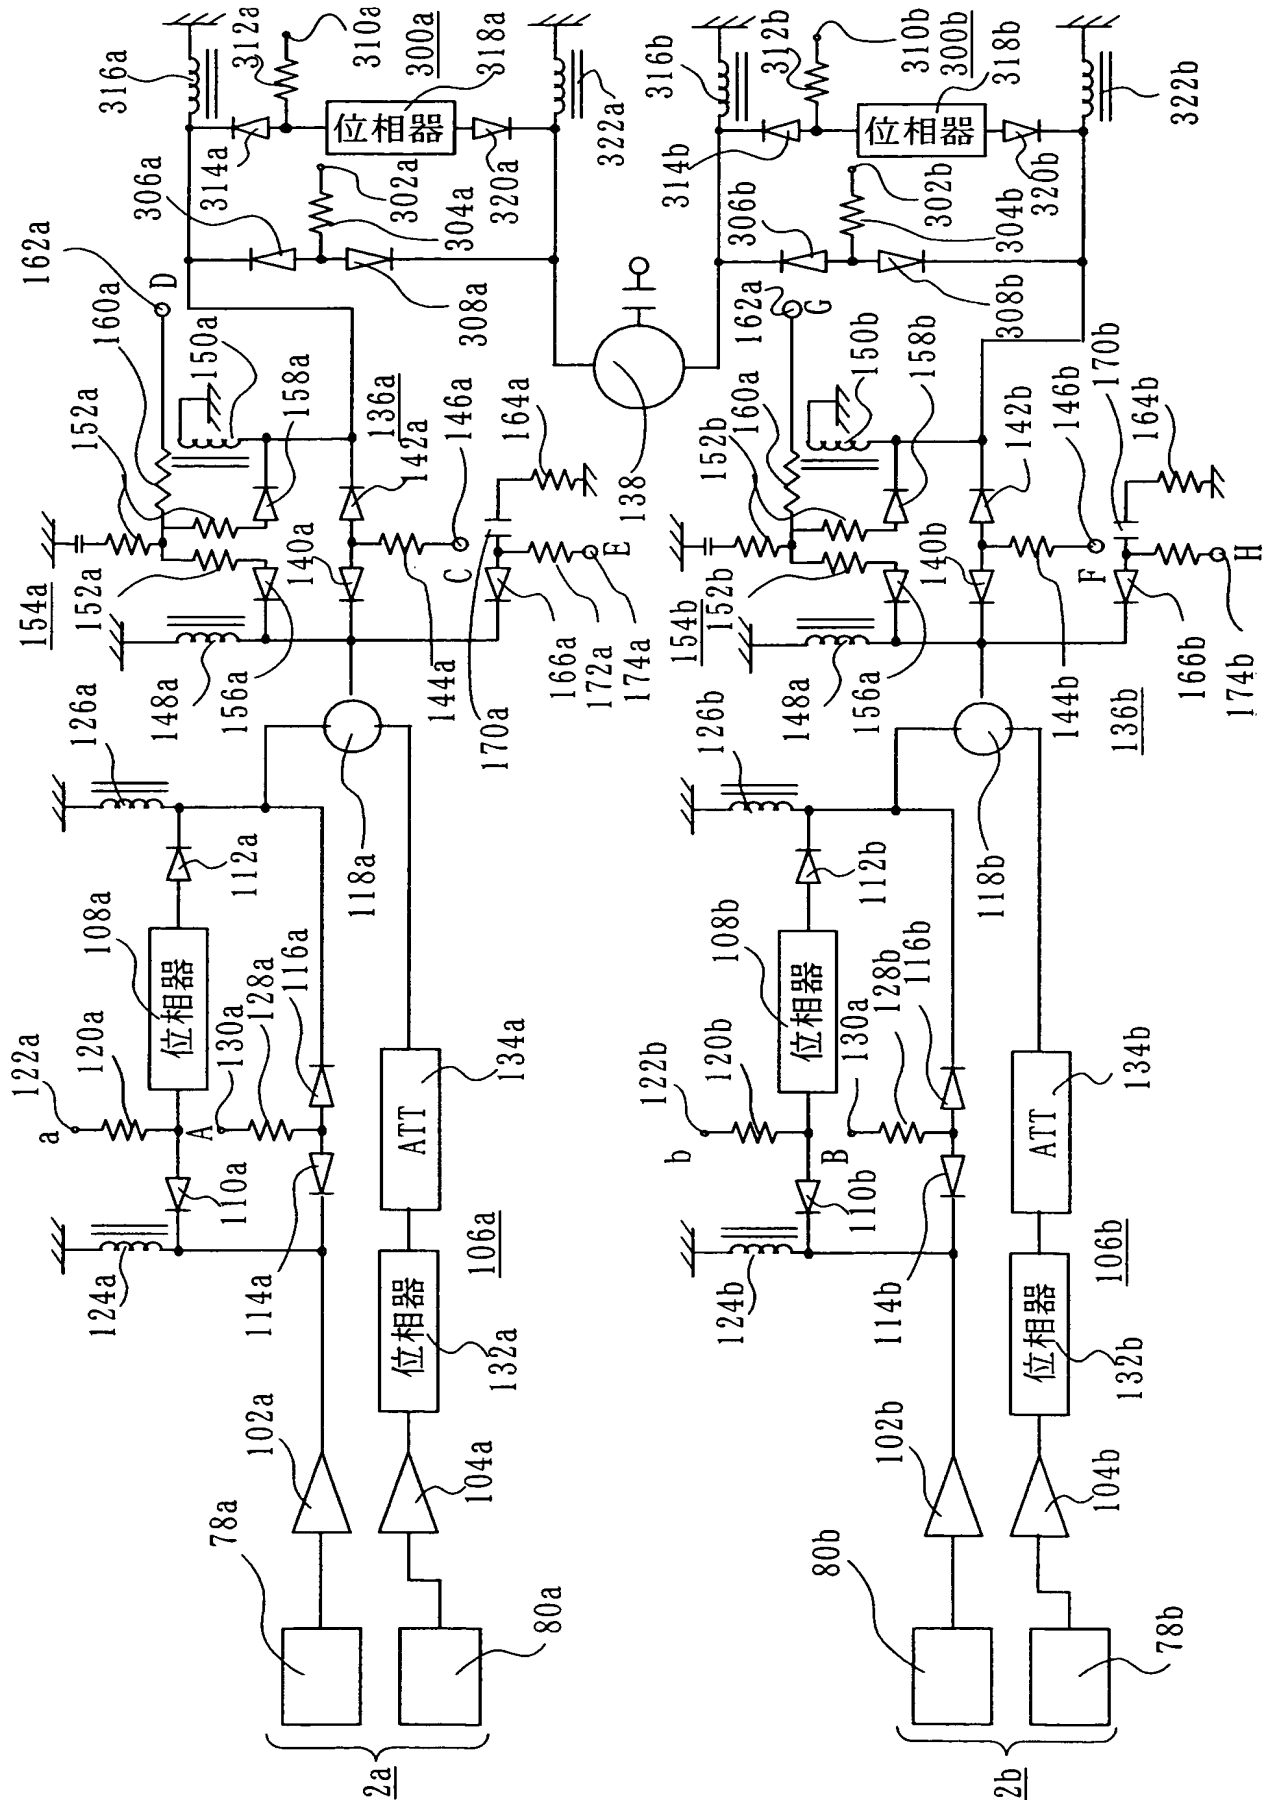 316a
312a
310a
300a
318a
位相器
314a
306a
302a
304a
320a
322a
308a
162a
D
160a
150a
152a
158a
136a
142a
146a
C
164a
138
E
154a
152a
140a
148a
156a
144a
170a
166a
172a
174a
126a
118a
112a
108a
位相器
122a
a
120a
A
130a
128a
116a
110a
124a
114a
134a
ATT
106a
位相器
132a
102a
104a
78a
80a
2a
316b
312b
310b
300b
318b
位相器
314b
306b
302b
304b
320b
322b
308b
162a
G
160a
150b
152b
158b
142b
146b
F
170b
164b
H
154b
152b
140b
148a
156a
144b
136b
166b
174b
126b
118b
112b
108b
位相器
122b
b
120b
B
130a
128b
116b
110b
124b
114b
134b
ATT
106b
位相器
132b
102b
104b
80b
78b
2b